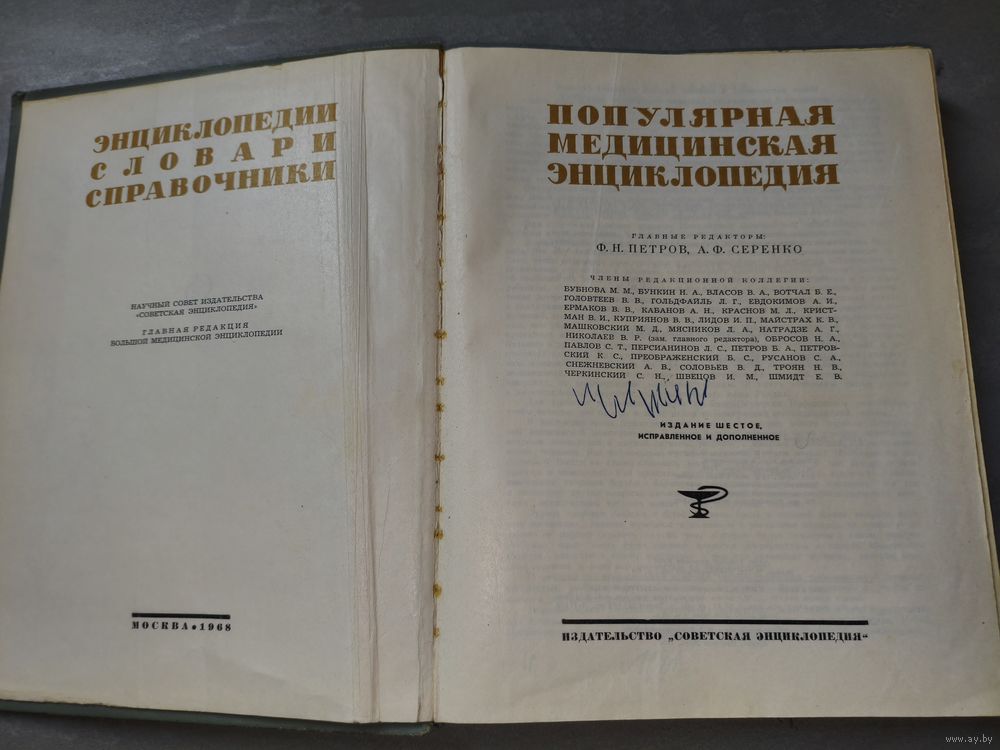 ЭНЦИКЛОПЕДИИ
СЛОВАРИ
СПРАВОЧНИКИ
НАУЧНЫЙ СОВЕТ ИЗДАТЕЛЬСТВА
«СОВЕТСКАЯ ЭНЦИКЛОПЕДИЯ»
ГЛАВНАЯ РЕДАКЦИЯ
БОЛЬШОЙ МЕДИЦИНСКОЙ ЭНЦИКЛОПЕДИИ
МОСКВА • 1968
ПОПУЛЯРНАЯ
МЕДИЦИНСКАЯ
ЭНЦИКЛОПЕДИЯ
ГЛАВНЫЕ РЕДАКТОРЫ:
Ф. Н. ПЕТРОВ, А. Ф. СЕРЕНКО
ЧЛЕНЫ РЕДАКЦИОННОЙ КОЛЛЕГИИ:
БУБНОВА М. М., БУНКИН Н. А., ВЛАСОВ В. А., ВОТЧАЛ Б. Е.,
ГОЛОВТЕЕВ В. В., ГОЛЬДФАЙЛЬ Л. Г., ЕВДОКИМОВ А. И.,
ЕРМАКОВ В. В., КАБАНОВ А. Н., КРАСНОВ М. Л., КРИСТ-
МАН В. И., КУПРИЯНОВ В. В., ЛИДОВ И. П., МАЙСТРАХ К. В.,
МАШКОВСКИЙ М. Д., МЯСНИКОВ Л. А., НАТРАДЗЕ А. Г.,
НИКОЛАЕВ В. Р. (зам. главного редактора), ОБРОСОВ Н. А.,
ПАВЛОВ С. Т., ПЕРСИАНИНОВ Л. С., ПЕТРОВ Б. А., ПЕТРОВ-
СКИЙ К. С., ПРЕОБРАЖЕНСКИЙ Б. С., РУСАНОВ С. А.,
СНЕЖНЕВСКИЙ А. В., СОЛОВЬЕВ В. Д., ТРОЯН Н. В.,
ЧЕРКИНСКИЙ С. Н., ШВЕЦОВ И. М., ШМИДТ Е. В.
ИЗДАНИЕ ШЕСТОЕ,
ИСПРАВЛЕННОЕ И ДОПОЛНЕННОЕ
ИЗДАТЕЛЬСТВО „СОВЕТСКАЯ ЭНЦИКЛОПЕДИЯ“
www.ay.by